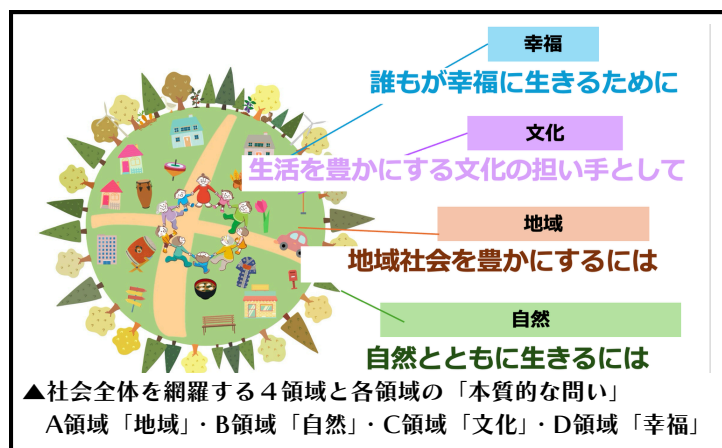 幸福
誰もが幸福に生きるために
文化
生活を豊かにする文化の担い手として
地域
地域社会を豊かにするには
自然
自然とともに生きるには
▲社会全体を網羅する４領域と各領域の「本質的な問い」
A領域「地域」・B領域「自然」・C領域「文化」・D領域「幸福」